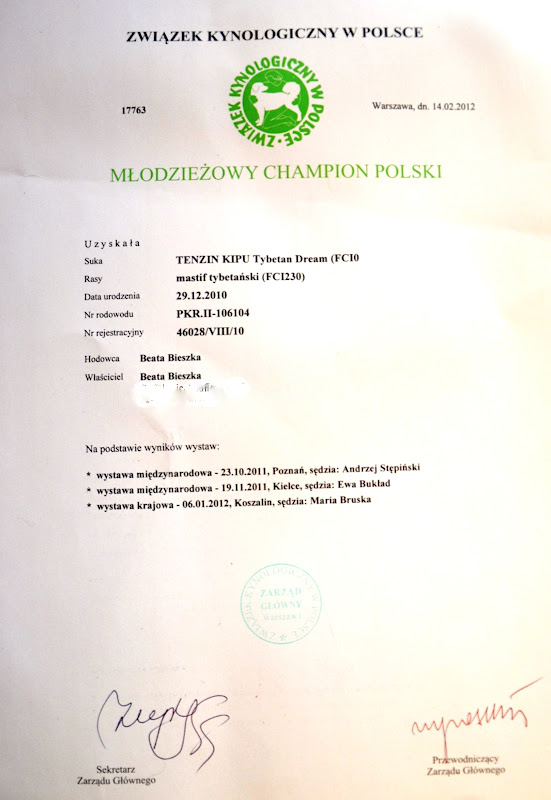 ZWIĄZEK KYNOLOGICZNY W POLSCE
ZWIĄZEK KYNOLOGICZNY W POLSCE
17763
Warszawa, dn. 14.02.2012
MŁODZIEŻOWY CHAMPION POLSKI
Uzyskała
Suka TENZIN KIPU Tybetan Dream (FCI0
Rasy mastif tybetański (FCI230)
Data urodzenia 29.12.2010
Nr rodowodu PKR.II-106104
Nr rejestracyjny 46028/VIII/10
Hodowca Beata Bieszka
Właściciel Beata Bieszka
Na podstawie wyników wystaw:
* wystawa międzynarodowa - 23.10.2011, Poznań, sędzia: Andrzej Stępiński
* wystawa międzynarodowa - 19.11.2011, Kielce, sędzia: Ewa Bukład
* wystawa krajowa - 06.01.2012, Koszalin, sędzia: Maria Bruska
ZWIĄZEK KYNOLOGICZNY W POLSCE
ZARZĄD
GŁÓWNY
WARSZAWA
Sekretarz
Zarządu Głównego
Przewodniczący
Zarządu Głównego